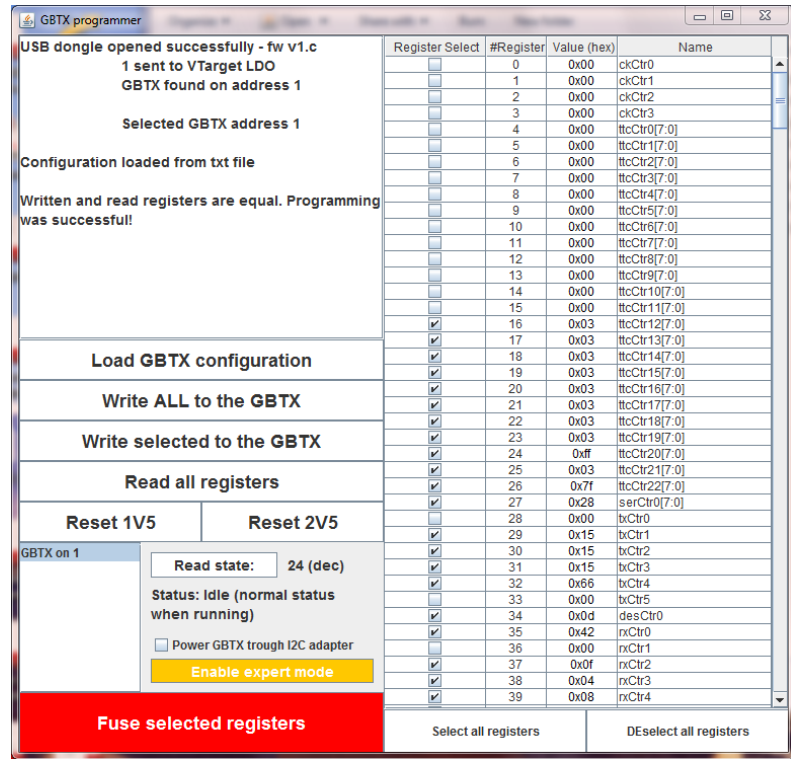 GBTX programmer
USB dongle opened successfully - fw v1.c
1 sent to VTarget LDO
GBTX found on address 1
Selected GBTX address 1
Configuration loaded from txt file
Written and read registers are equal. Programming
was successful!
Load GBTX configuration
Write ALL to the GBTX
Write selected to the GBTX
Read all registers
Reset 1V5 Reset 2V5
GBTX on 1
Read state: 24 (dec)
Status: Idle (normal status
when running)
Power GBTX trough I2C adapter
Enable expert mode
Fuse selected registers
Register Select #Register Value (hex) Name
0 0x00 ckCtr0
1 0x00 ckCtr1
2 0x00 ckCtr2
3 0x00 ckCtr3
4 0x00 ttcCtr0[7:0]
5 0x00 ttcCtr1[7:0]
6 0x00 ttcCtr2[7:0]
7 0x00 ttcCtr3[7:0]
8 0x00 ttcCtr4[7:0]
9 0x00 ttcCtr5[7:0]
10 0x00 ttcCtr6[7:0]
11 0x00 ttcCtr7[7:0]
12 0x00 ttcCtr8[7:0]
13 0x00 ttcCtr9[7:0]
14 0x00 ttcCtr10[7:0]
15 0x00 ttcCtr11[7:0]
16 0x03 ttcCtr12[7:0]
17 0x03 ttcCtr13[7:0]
18 0x03 ttcCtr14[7:0]
19 0x03 ttcCtr15[7:0]
20 0x03 ttcCtr16[7:0]
21 0x03 ttcCtr17[7:0]
22 0x03 ttcCtr18[7:0]
23 0x03 ttcCtr19[7:0]
24 0xff ttcCtr20[7:0]
25 0x03 ttcCtr21[7:0]
26 0x7f ttcCtr22[7:0]
27 0x28 serCtr0[7:0]
28 0x00 txCtr0
29 0x15 txCtr1
30 0x15 txCtr2
31 0x15 txCtr3
32 0x66 txCtr4
33 0x00 txCtr5
34 0x0d desCtr0
35 0x42 rxCtr0
36 0x00 rxCtr1
37 0x0f rxCtr2
38 0x04 rxCtr3
39 0x08 rxCtr4
Select all registers DEselect all registers